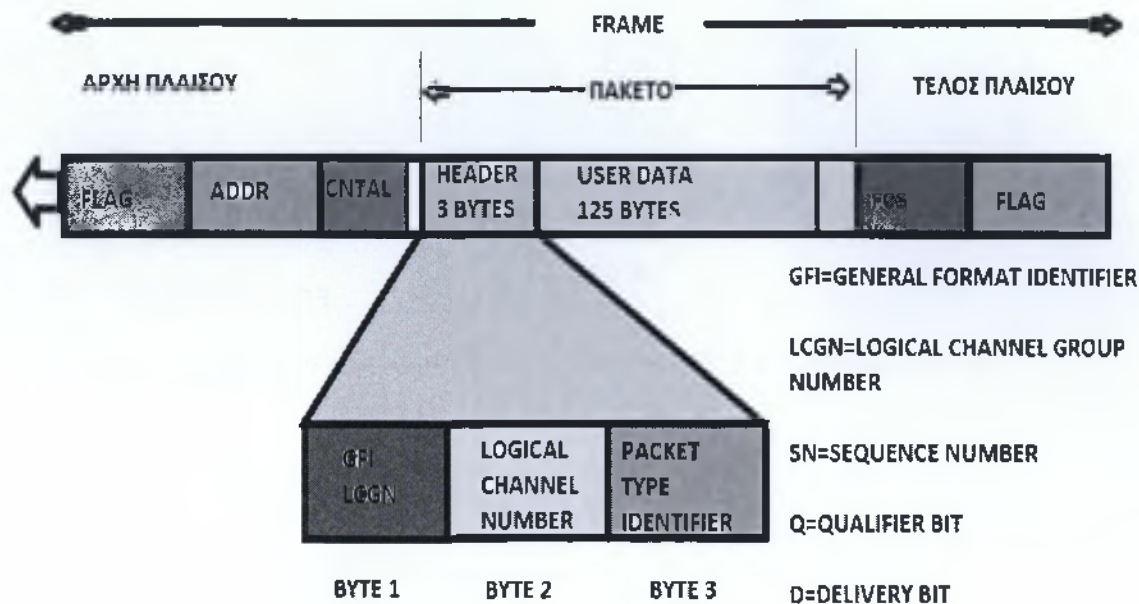 FRAME
ΑΡΧΗ ΠΛΑΙΣΟΥ
ΠΑΚΕΤΟ
ΤΕΛΟΣ ΠΛΑΙΣΟΥ
FLAG
ADDR
CNTAL
HEADER
3 BYTES
USER DATA
125 BYTES
FCS
FLAG
GFI=GENERAL FORMAT IDENTIFIER
LCGN=LOGICAL CHANNEL GROUP
NUMBER
GFI
LCGN
LOGICAL
CHANNEL
NUMBER
PACKET
TYPE
IDENTIFIER
SN=SEQUENCE NUMBER
Q=QUALIFIER BIT
BYTE 1
BYTE 2
BYTE 3
D=DELIVERY BIT